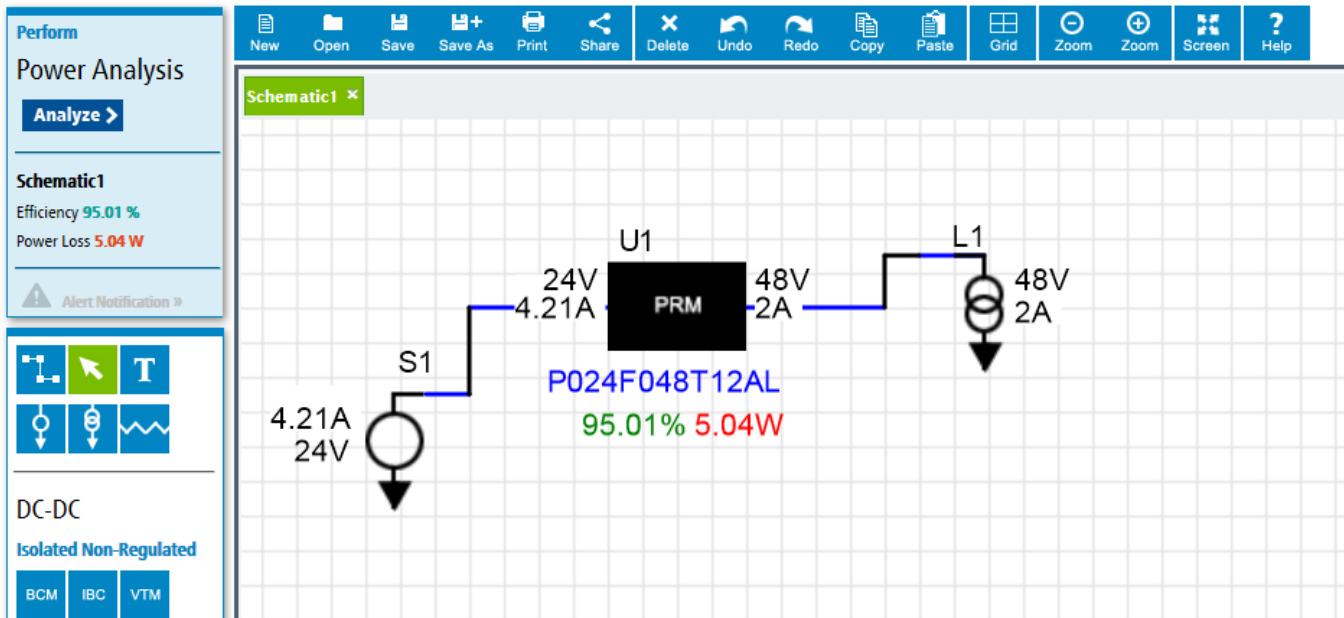 Perform
Power Analysis
Analyze
Schematic1
Efficiency 95.01 %
Power Loss 5.04 W
Alert Notification »
T
DC-DC
Isolated Non-Regulated
BCM IBC VTM
New Open Save Save As Print Share Delete Undo Redo Copy Paste Grid Zoom Zoom Screen ? Help
Schematic1 ×
U1
24V
4.21A
PRM
48V
2A
P024F048T12AL
95.01% 5.04W
S1
4.21A
24V
L1
48V
2A